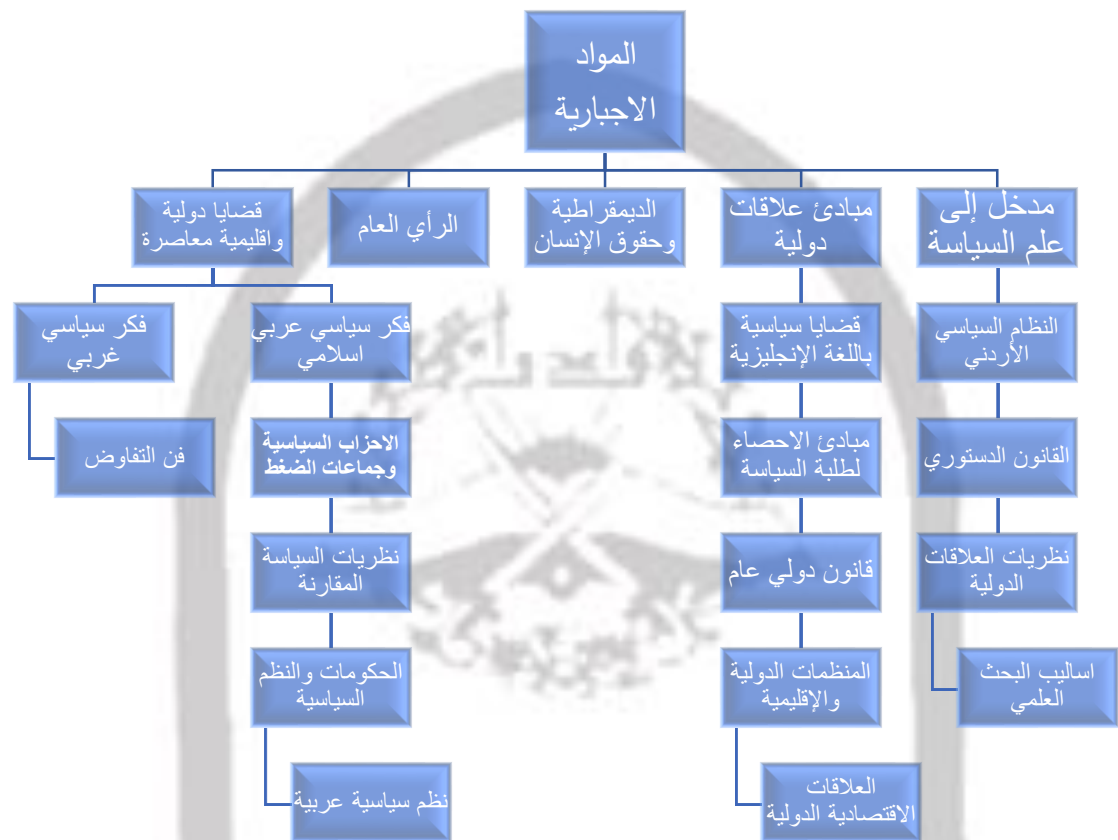 المواد
الاجبارية
مدخل إلى
علم السياسة
مبادئ علاقات
دولية
الديمقراطية
وحقوق الإنسان
الرأي العام
قضايا دولية
واقليمية معاصرة
النظام السياسي
الأردني
قضايا سياسية
باللغة الإنجليزية
فكر سياسي عربي
اسلامي
فكر سياسي
غربي
القانون الدستوري
مبادئ الاحصاء
لطلبة السياسة
الاحزاب السياسية
وجماعات الضغط
فن التفاوض
نظريات العلاقات
الدولية
قانون دولي عام
نظريات السياسة
المقارنة
اساليب البحث
العلمي
المنظمات الدولية
والإقليمية
الحكومات والنظم
السياسية
العلاقات
الاقتصادية الدولية
نظم سياسية عربية